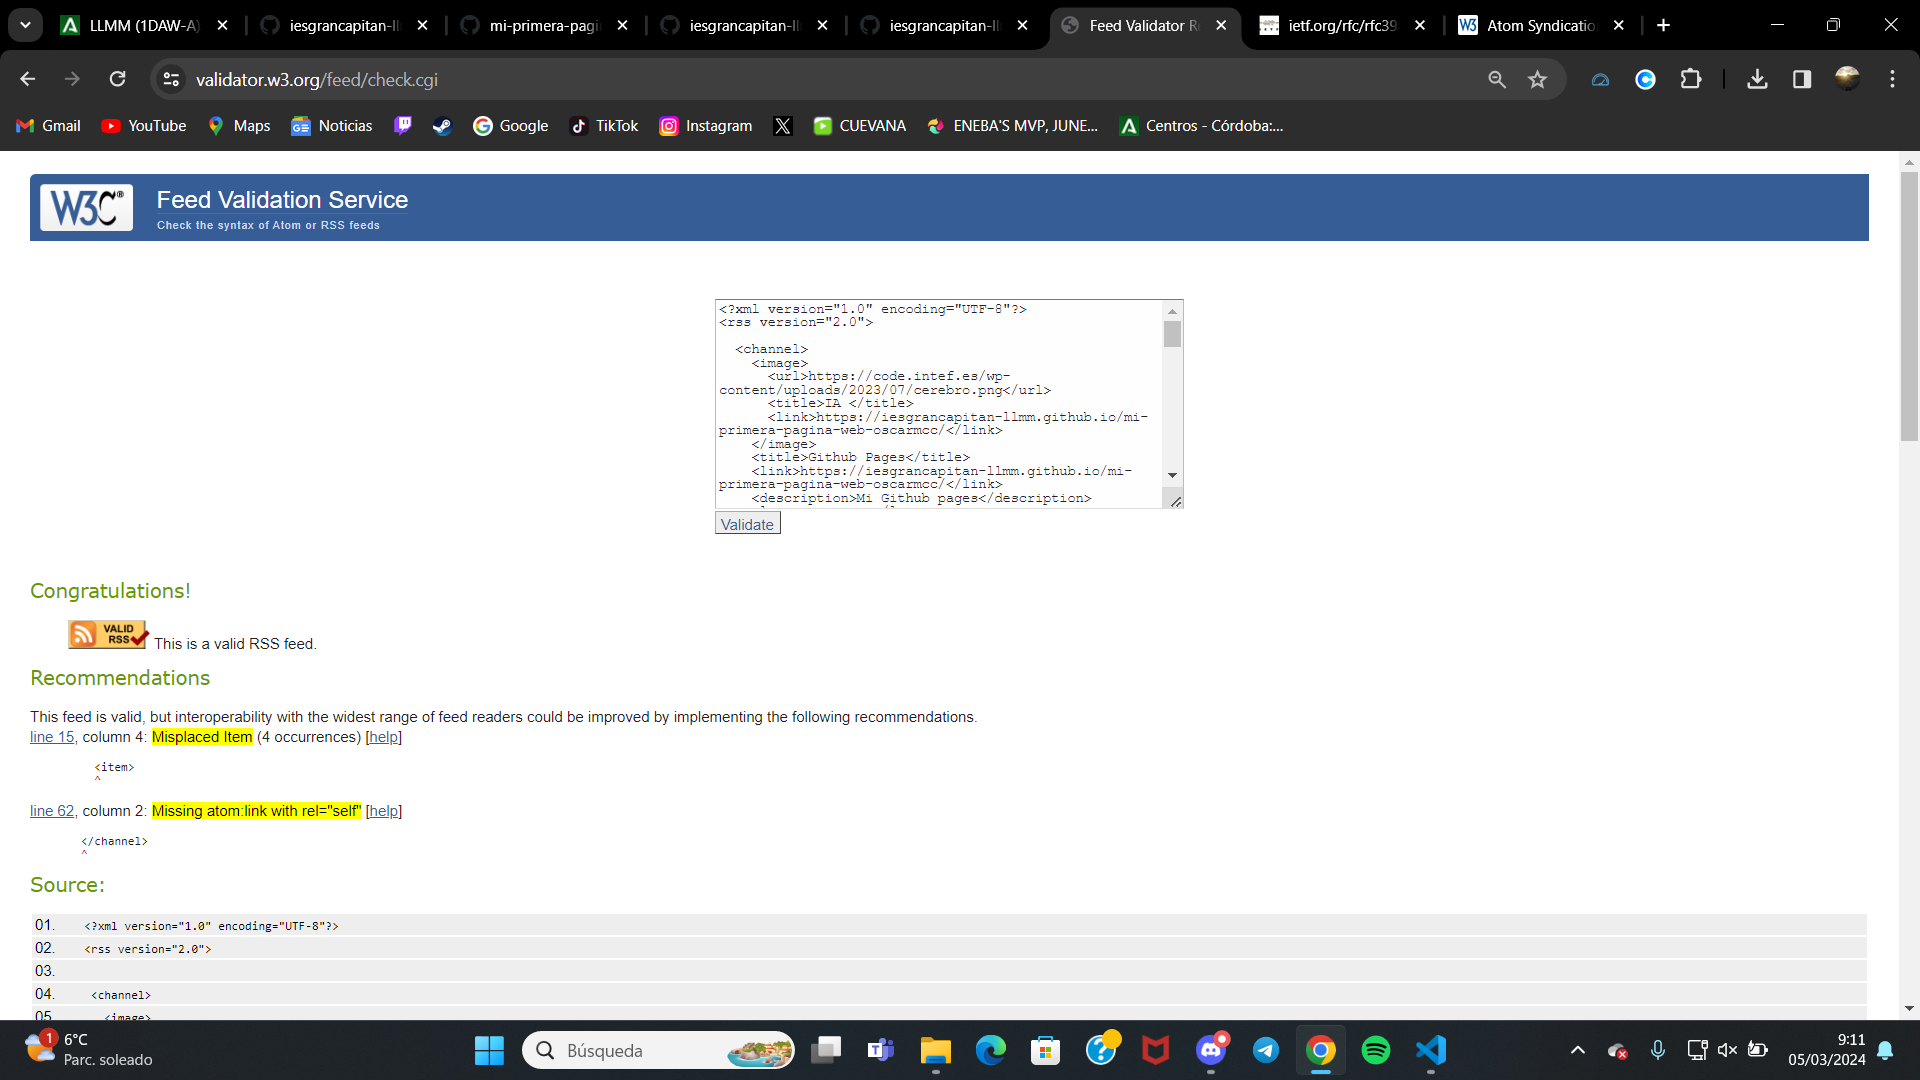 LLMM (1DAW-A)
iesgrancapitan-ll
mi-primera-pagi
iesgrancapitan-ll
iesgrancapitan-ll
Feed Validator R
ietf.org/rfc/rfc39
Atom Syndicatio
validator.w3.org/feed/check.cgi
Gmail
YouTube
Maps
Noticias
Google
TikTok
Instagram
CUEVANA
ENEBA'S MVP, JUNE...
Centros - Córdoba:...
W3C®
Feed Validation Service
Check the syntax of Atom or RSS feeds
<?xml version="1.0" encoding="UTF-8"?>
<rss version="2.0">
<channel>
<image>
<url>https://code.intef.es/wp-
content/uploads/2023/07/cerebro.png</url>
<title>IA </title>
<link>https://iesgrancapitan-llmm.github.io/mi-
primera-pagina-web-oscarmcc/</link>
</image>
<title>Github Pages</title>
<link>https://iesgrancapitan-llmm.github.io/mi-
primera-pagina-web-oscarmcc/</link>
<description>Mi Github pages</description>
Validate
Congratulations!
VALID RSS This is a valid RSS feed.
Recommendations
This feed is valid, but interoperability with the widest range of feed readers could be improved by implementing the following recommendations.
line 15, column 4: Misplaced Item (4 occurrences) [help]
<item>
^
line 62, column 2: Missing atom:link with rel="self" [help]
</channel>
^
Source:
01. <?xml version="1.0" encoding="UTF-8"?>
02. <rss version="2.0">
03.
04. <channel>
05. <image>
1
6°C
Parc. soleado
Búsqueda
9:11
05/03/2024